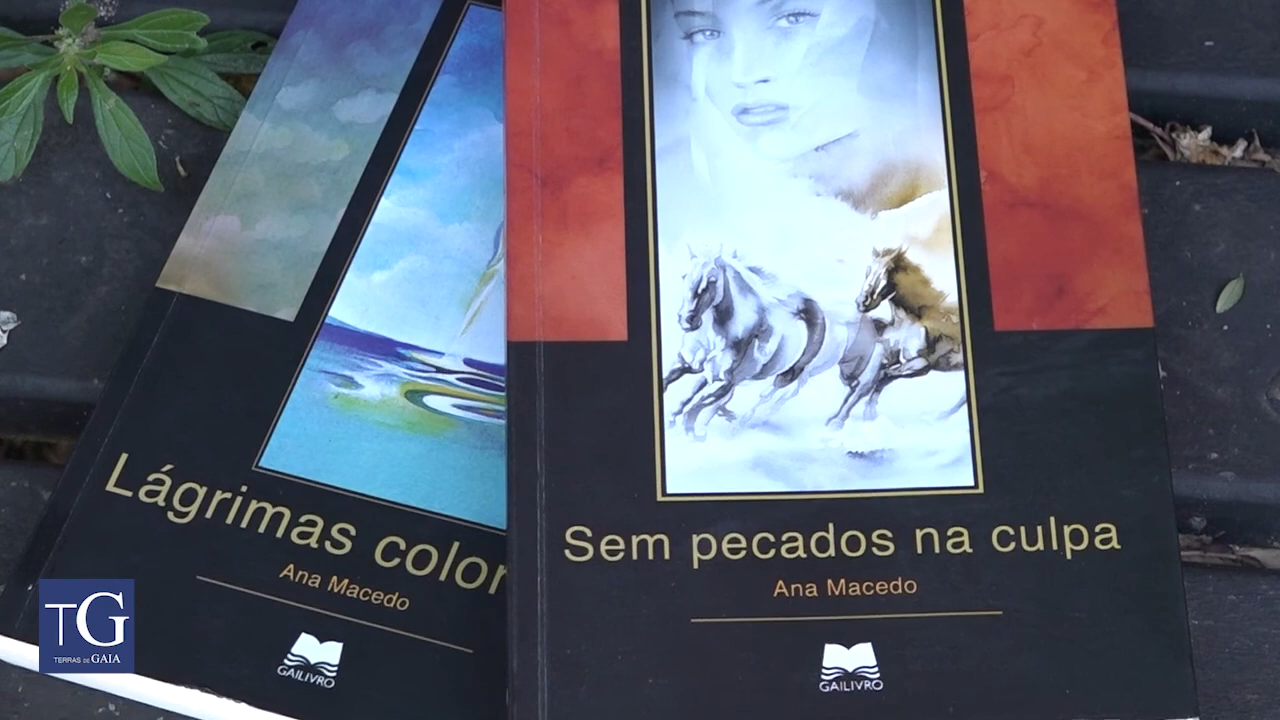 Lágrimas color
Ana Macedo
GAILIVRO
Sem pecados na culpa
Ana Macedo
GAILIVRO
TG
TERRAS DE GAIA